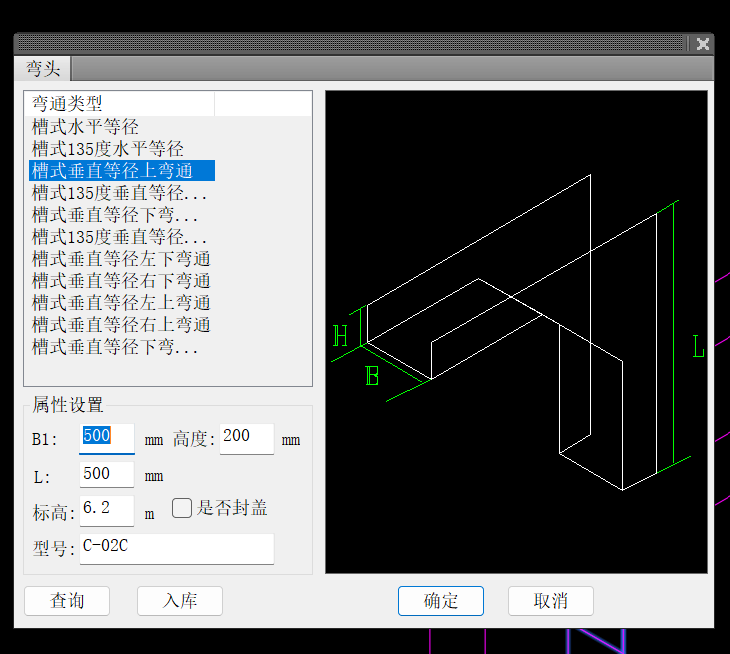 弯头
弯通类型
槽式水平等径
槽式135度水平等径
槽式垂直等径上弯通
槽式135度垂直等径...
槽式垂直等径下弯...
槽式135度垂直等径...
槽式垂直等径左下弯通
槽式垂直等径右下弯通
槽式垂直等径左上弯通
槽式垂直等径右上弯通
槽式垂直等径下弯...
H
B
L
属性设置
B1: 500 mm 高度: 200 mm
L: 500 mm
标高: 6.2 m 是否封盖
型号: C-02C
查询 入库 确定 取消